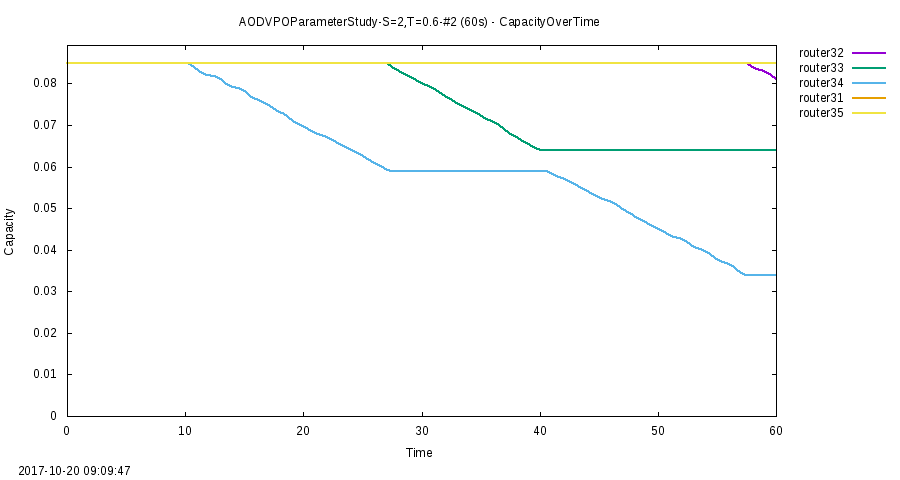 AODVPOParameterStudy-S=2,T=0.6-#2 (60s) - CapacityOverTime
router32
router33
router34
router31
router35
0.08
0.07
0.06
0.05
0.04
0.03
0.02
0.01
0
Capacity
0 10 20 30 40 50 60
Time
2017-10-20 09:09:47